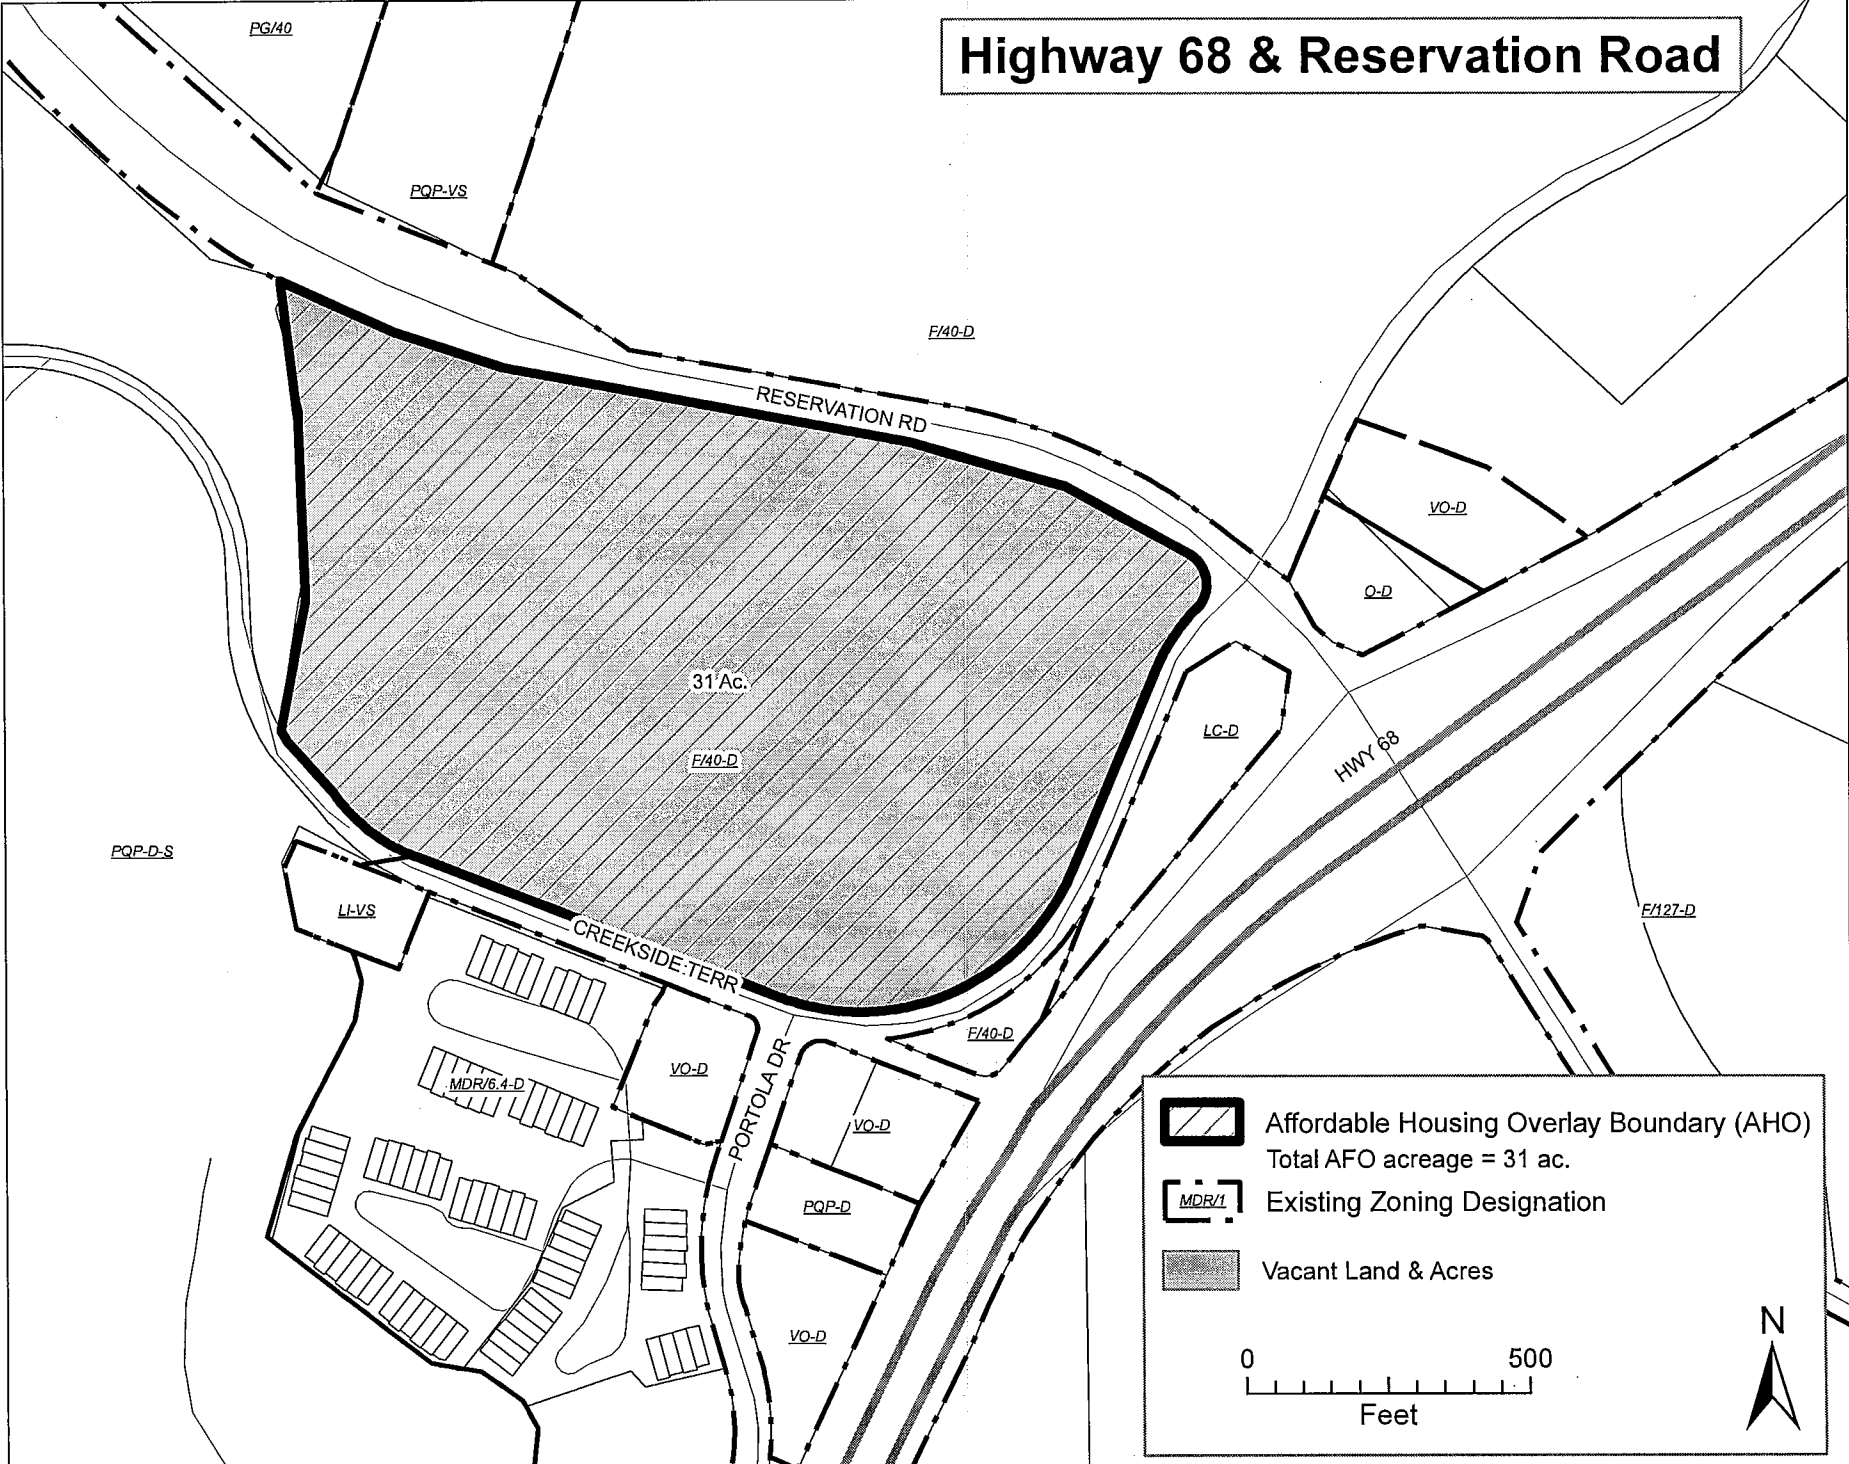 PG/40
Highway 68 & Reservation Road
PQP-VS
F/40-D
RESERVATION RD
VO-D
O-D
31 Ac.
F/40-D
LC-D
HWY 68
PQP-D-S
LI-VS
F/127-D
CREEKSIDE TERR
F/40-D
VO-D
MDR/6.4-D
PORTOLA DR
VO-D
PQP-D
VO-D
Affordable Housing Overlay Boundary (AHO)
Total AFO acreage = 31 ac.
MDR/1
Existing Zoning Designation
Vacant Land & Acres
N
0 500
Feet